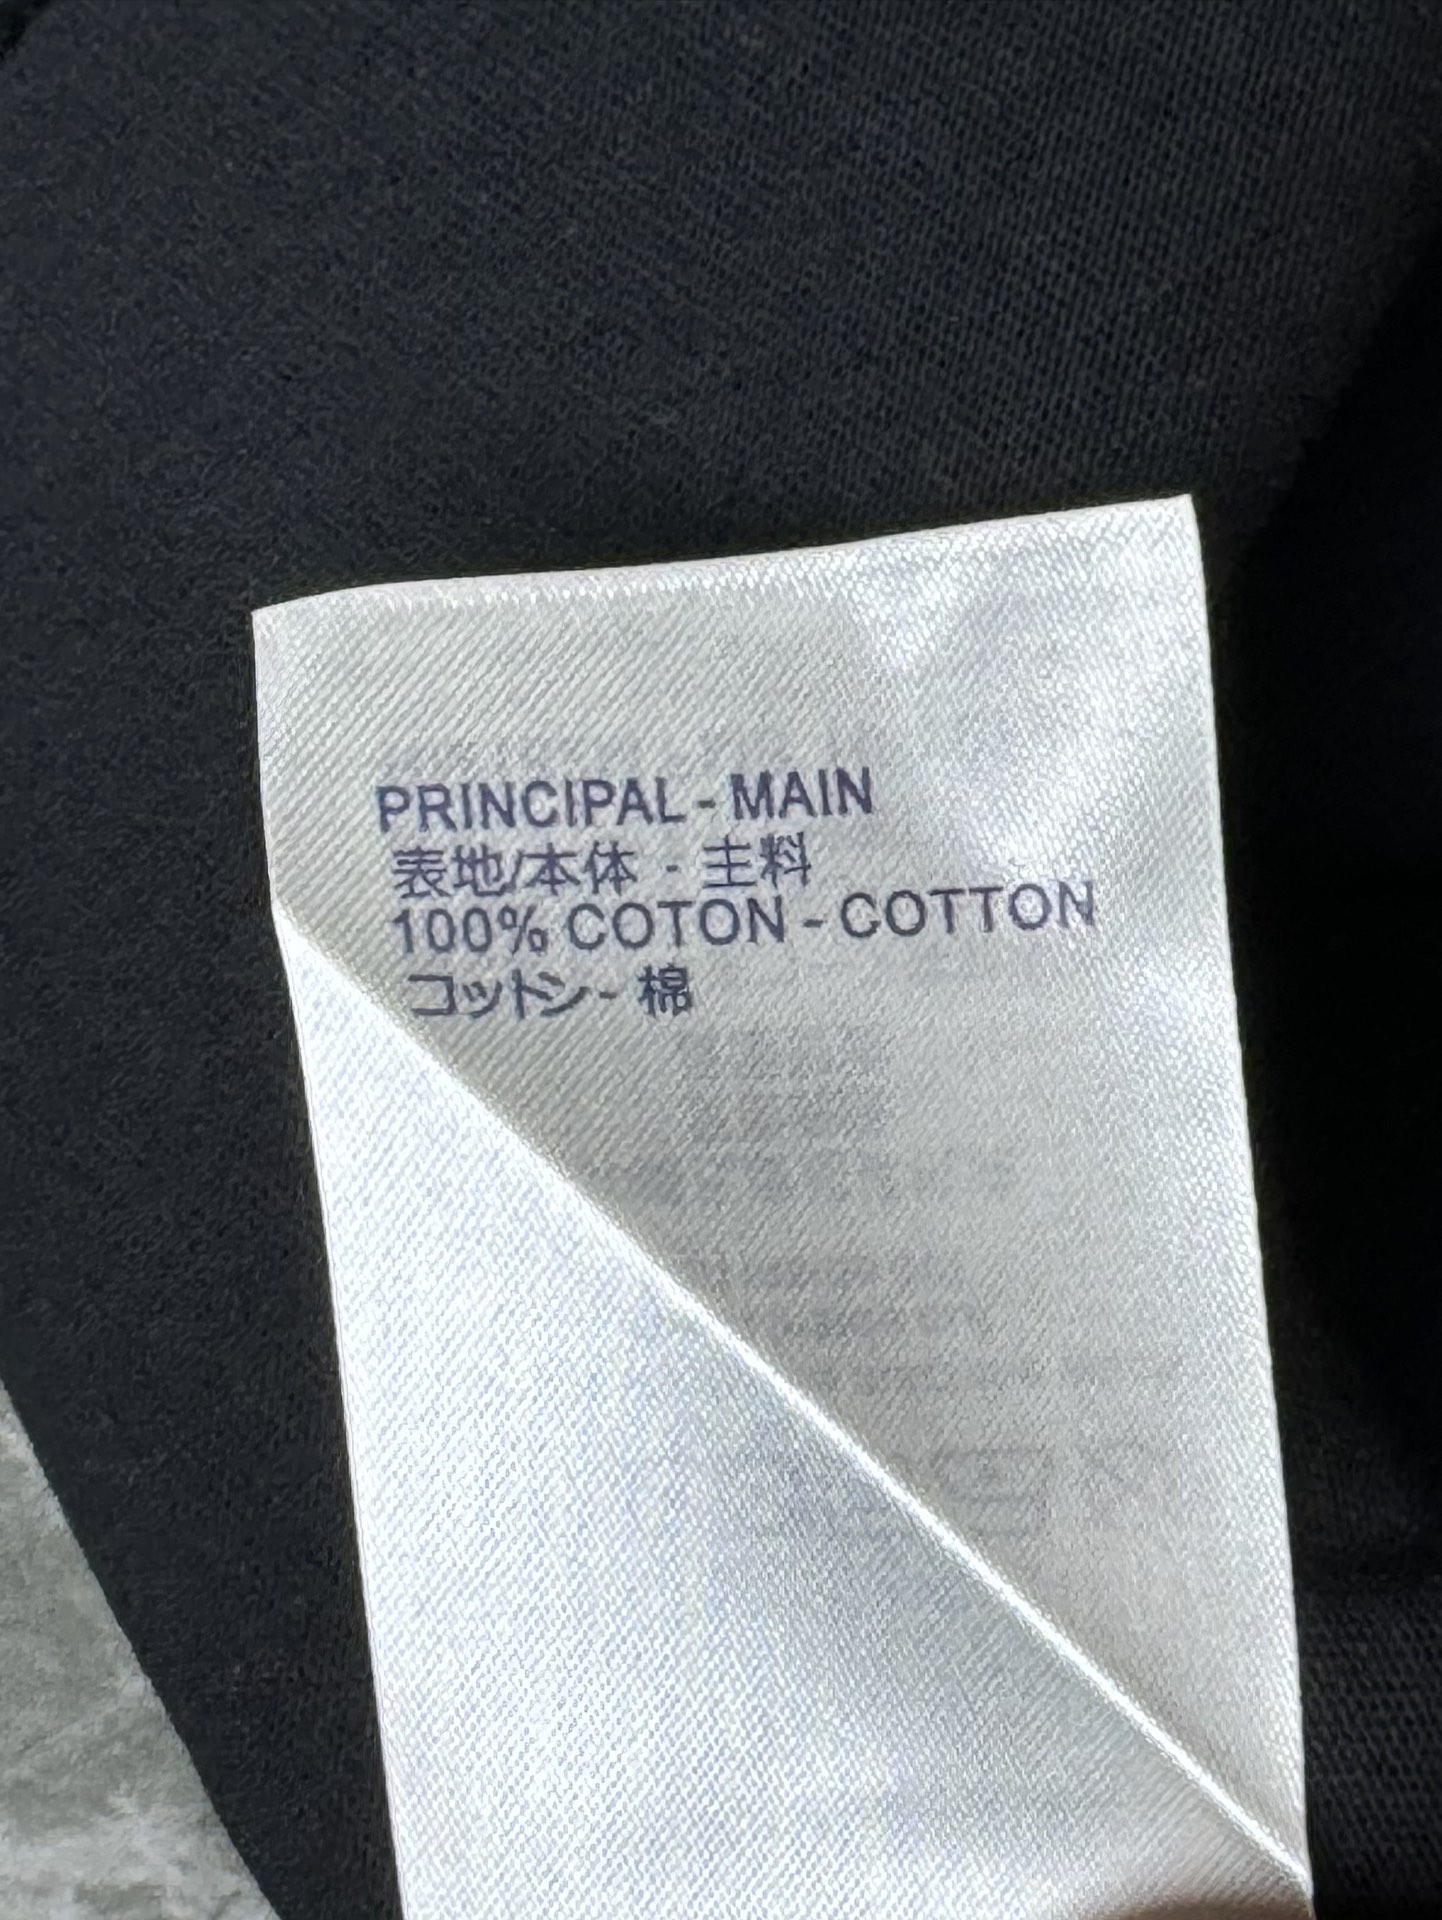 PRINCIPAL - MAIN
表地/本体 - 主料
100% COTON - COTTON
コットン - 棉